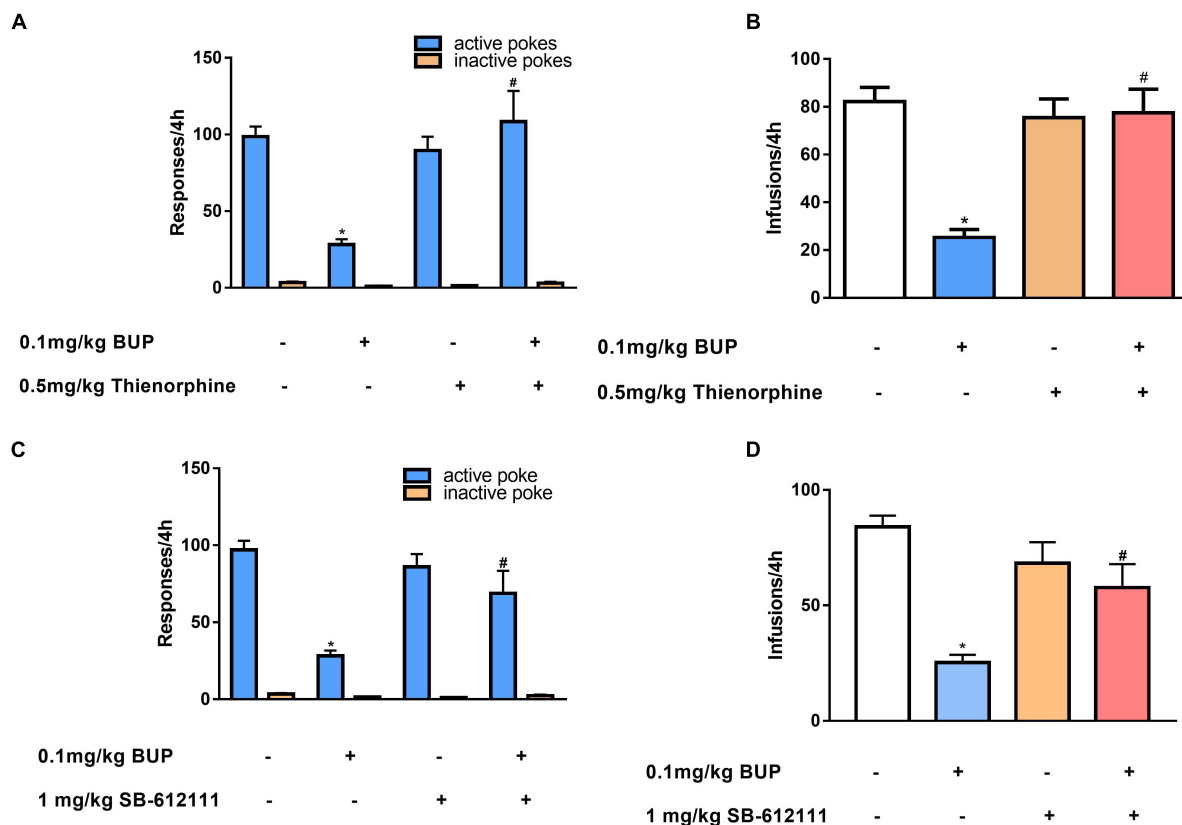 A
active pokes
inactive pokes
Responses/4h
150
100
50
0
*
#
0.1mg/kg BUP - + - +
0.5mg/kg Thienorphine - - + +
B
Infusions/4h
100
80
60
40
20
0
*
#
0.1mg/kg BUP - + - +
0.5mg/kg Thienorphine - - + +
C
active poke
inactive poke
Responses/4h
150
100
50
0
*
#
0.1mg/kg BUP - + - +
1 mg/kg SB-612111 - - + +
D
Infusions/4h
100
50
0
*
#
0.1mg/kg BUP - + - +
1 mg/kg SB-612111 - - + +